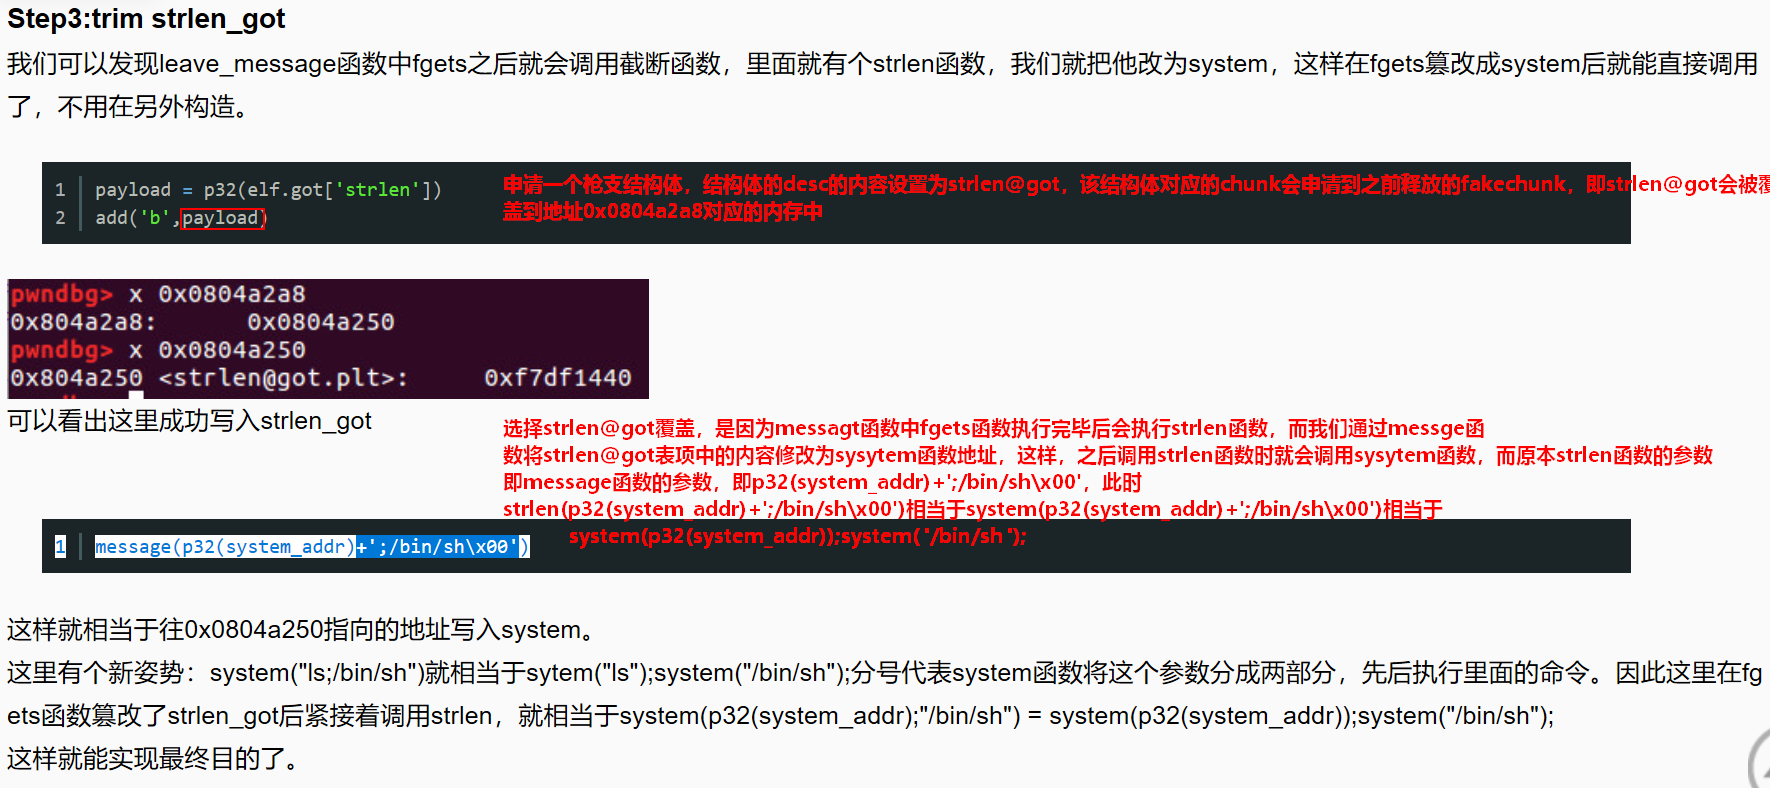 Step3:trim strlen_got
我们可以发现leave_message函数中fgets之后就会调用截断函数，里面就有个strlen函数，我们就把他改为system，这样在fgets篡改成system后就能直接调用
了，不用在另外构造。
1 payload = p32(elf.got['strlen'])
2 add('b',payload)
申请一个枪支结构体，结构体的desc的内容设置为strlen@got，该结构体对应的chunk会申请到之前释放的fakechunk，即strlen@got会被覆
盖到地址0x0804a2a8对应的内存中
pwndbg> x 0x0804a2a8
0x804a2a8: 0x0804a250
pwndbg> x 0x0804a250
0x804a250 <strlen@got.plt>: 0xf7df1440
可以看出这里成功写入strlen_got
选择strlen@got覆盖，是因为messagt函数中fgets函数执行完毕后会执行strlen函数，而我们通过messge函
数将strlen@got表项中的内容修改为sysytem函数地址，这样，之后调用strlen函数时就会调用sysytem函数，而原本strlen函数的参数
即message函数的参数，即p32(system_addr)+';/bin/sh\x00'，此时
strlen(p32(system_addr)+';/bin/sh\x00')相当于system(p32(system_addr)+';/bin/sh\x00')相当于
system(p32(system_addr));system('/bin/sh');
1 message(p32(system_addr)+';/bin/sh\x00')
这样就相当于往0x0804a250指向的地址写入system。
这里有个新姿势：system("ls;/bin/sh")就相当于sytem("ls");system("/bin/sh");分号代表system函数将这个参数分成两部分，先后执行里面的命令。因此这里在fg
ets函数篡改了strlen_got后紧接着调用strlen，就相当于system(p32(system_addr;"/bin/sh") = system(p32(system_addr));system("/bin/sh");
这样就能实现最终目的了。